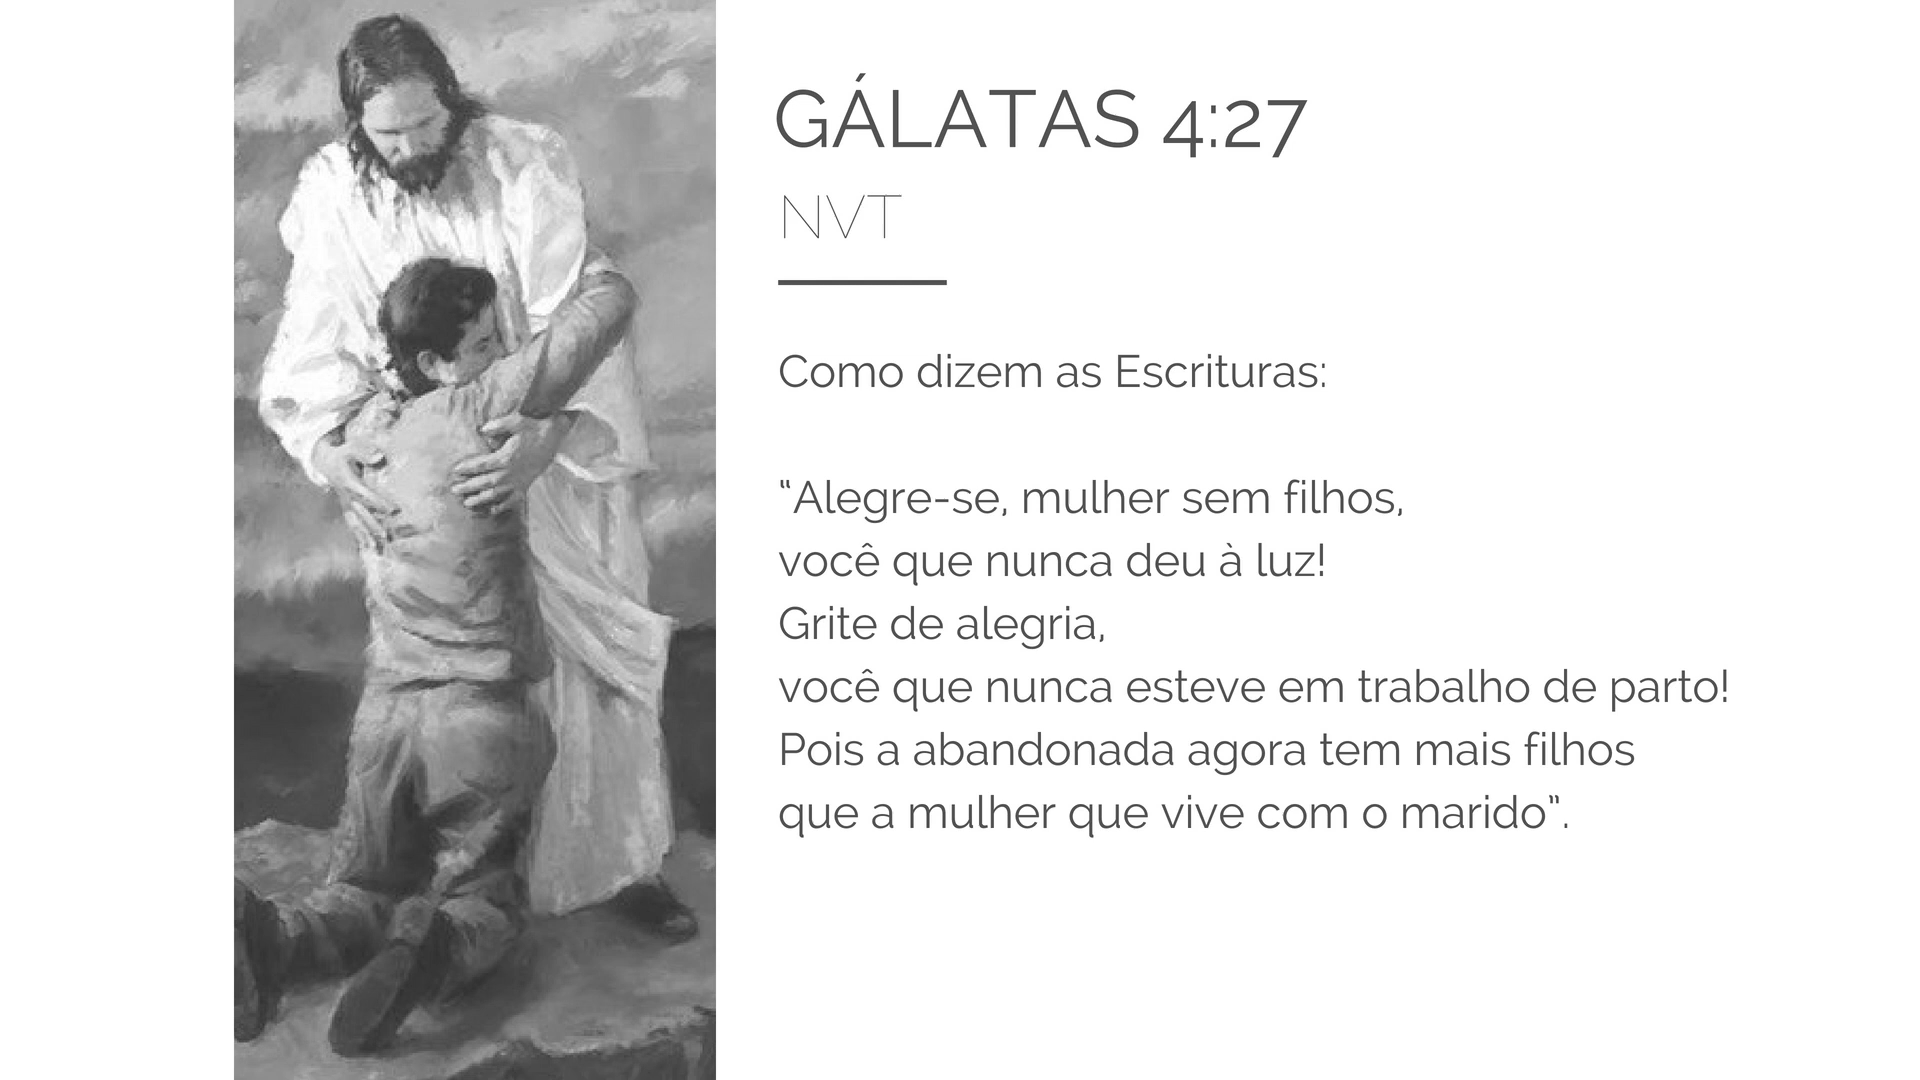 GÁLATAS 4:27
NVT
Como dizem as Escrituras:
“Alegre-se, mulher sem filhos,
você que nunca deu à luz!
Grite de alegria,
você que nunca esteve em trabalho de parto!
Pois a abandonada agora tem mais filhos
que a mulher que vive com o marido”.